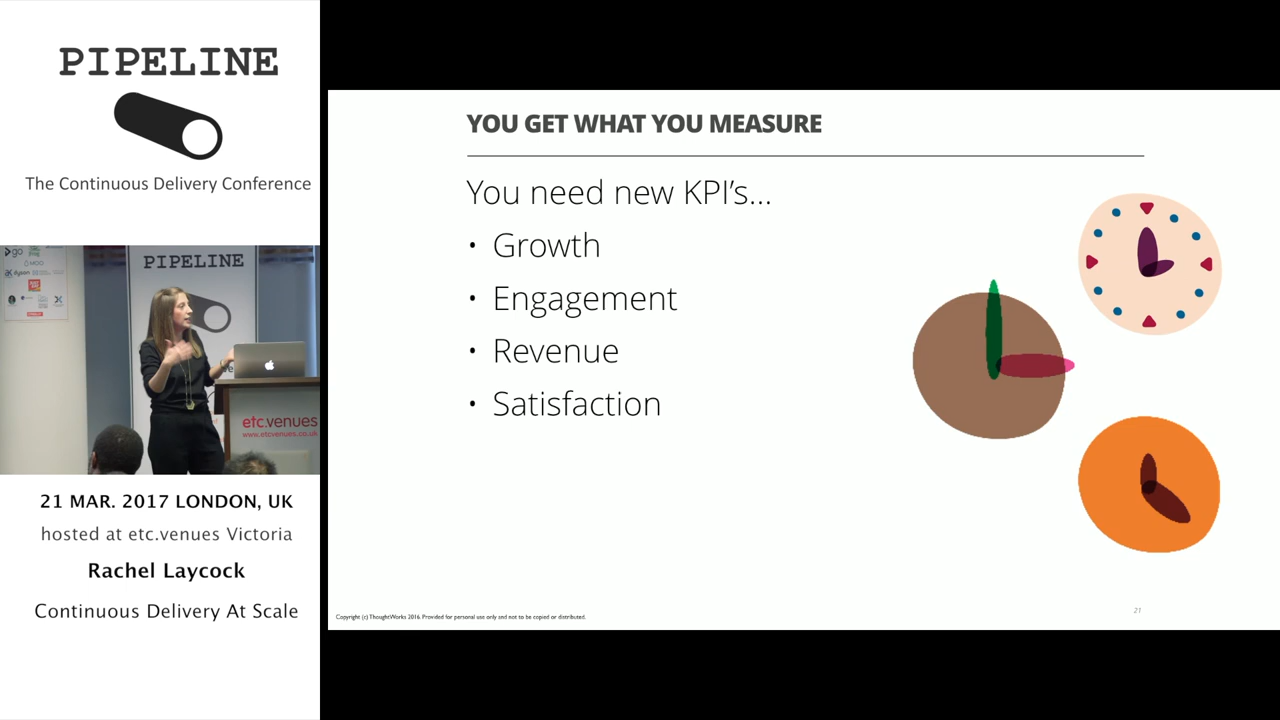 PIPELINE
The Continuous Delivery Conference
go
MOO
dyson
PIPELINE
etc.venues
www.etcvenues.co.uk
21 MAR. 2017 LONDON, UK
hosted at etc.venues Victoria
Rachel Laycock
Continuous Delivery At Scale
YOU GET WHAT YOU MEASURE
You need new KPI's...
• Growth
• Engagement
• Revenue
• Satisfaction
Copyright (c) ThoughtWorks 2016. Provided for personal use only and not to be copied or distributed.
21